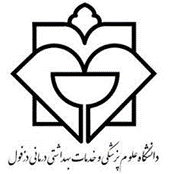 دانشگاه علوم پزشکی و خدمات بهداشتی درمانی دزفول